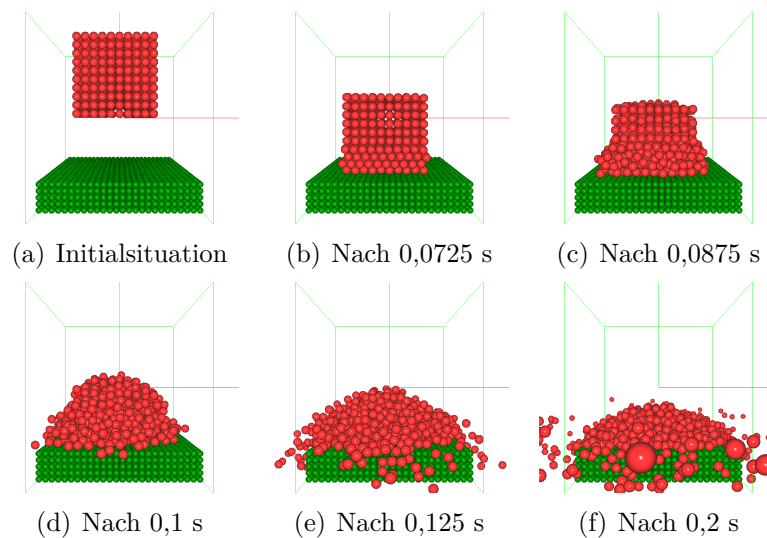 (a) Initialsituation
(b) Nach 0,0725 s
(c) Nach 0,0875 s
(d) Nach 0,1 s
(e) Nach 0,125 s
(f) Nach 0,2 s